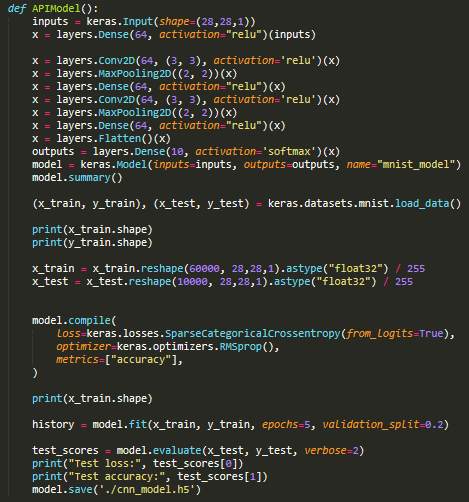 def APIModel():
    inputs = keras.Input(shape=(28,28,1))
    x = layers.Dense(64, activation="relu")(inputs)

    x = layers.Conv2D(64, (3, 3), activation='relu')(x)
    x = layers.MaxPooling2D((2, 2))(x)
    x = layers.Dense(64, activation="relu")(x)
    x = layers.Conv2D(64, (3, 3), activation='relu')(x)
    x = layers.MaxPooling2D((2, 2))(x)
    x = layers.Dense(64, activation="relu")(x)
    x = layers.Flatten()(x)
    outputs = layers.Dense(10, activation='softmax')(x)
    model = keras.Model(inputs=inputs, outputs=outputs, name="mnist_model")
    model.summary()

    (x_train, y_train), (x_test, y_test) = keras.datasets.mnist.load_data()

    print(x_train.shape)
    print(y_train.shape)

    x_train = x_train.reshape(60000, 28,28,1).astype("float32") / 255
    x_test = x_test.reshape(10000, 28,28,1).astype("float32") / 255

    model.compile(
        loss=keras.losses.SparseCategoricalCrossentropy(from_logits=True),
        optimizer=keras.optimizers.RMSprop(),
        metrics=["accuracy"],
    )

    print(x_train.shape)

    history = model.fit(x_train, y_train, epochs=5, validation_split=0.2)

    test_scores = model.evaluate(x_test, y_test, verbose=2)
    print("Test loss:", test_scores[0])
    print("Test accuracy:", test_scores[1])
    model.save('./cnn_model.h5')